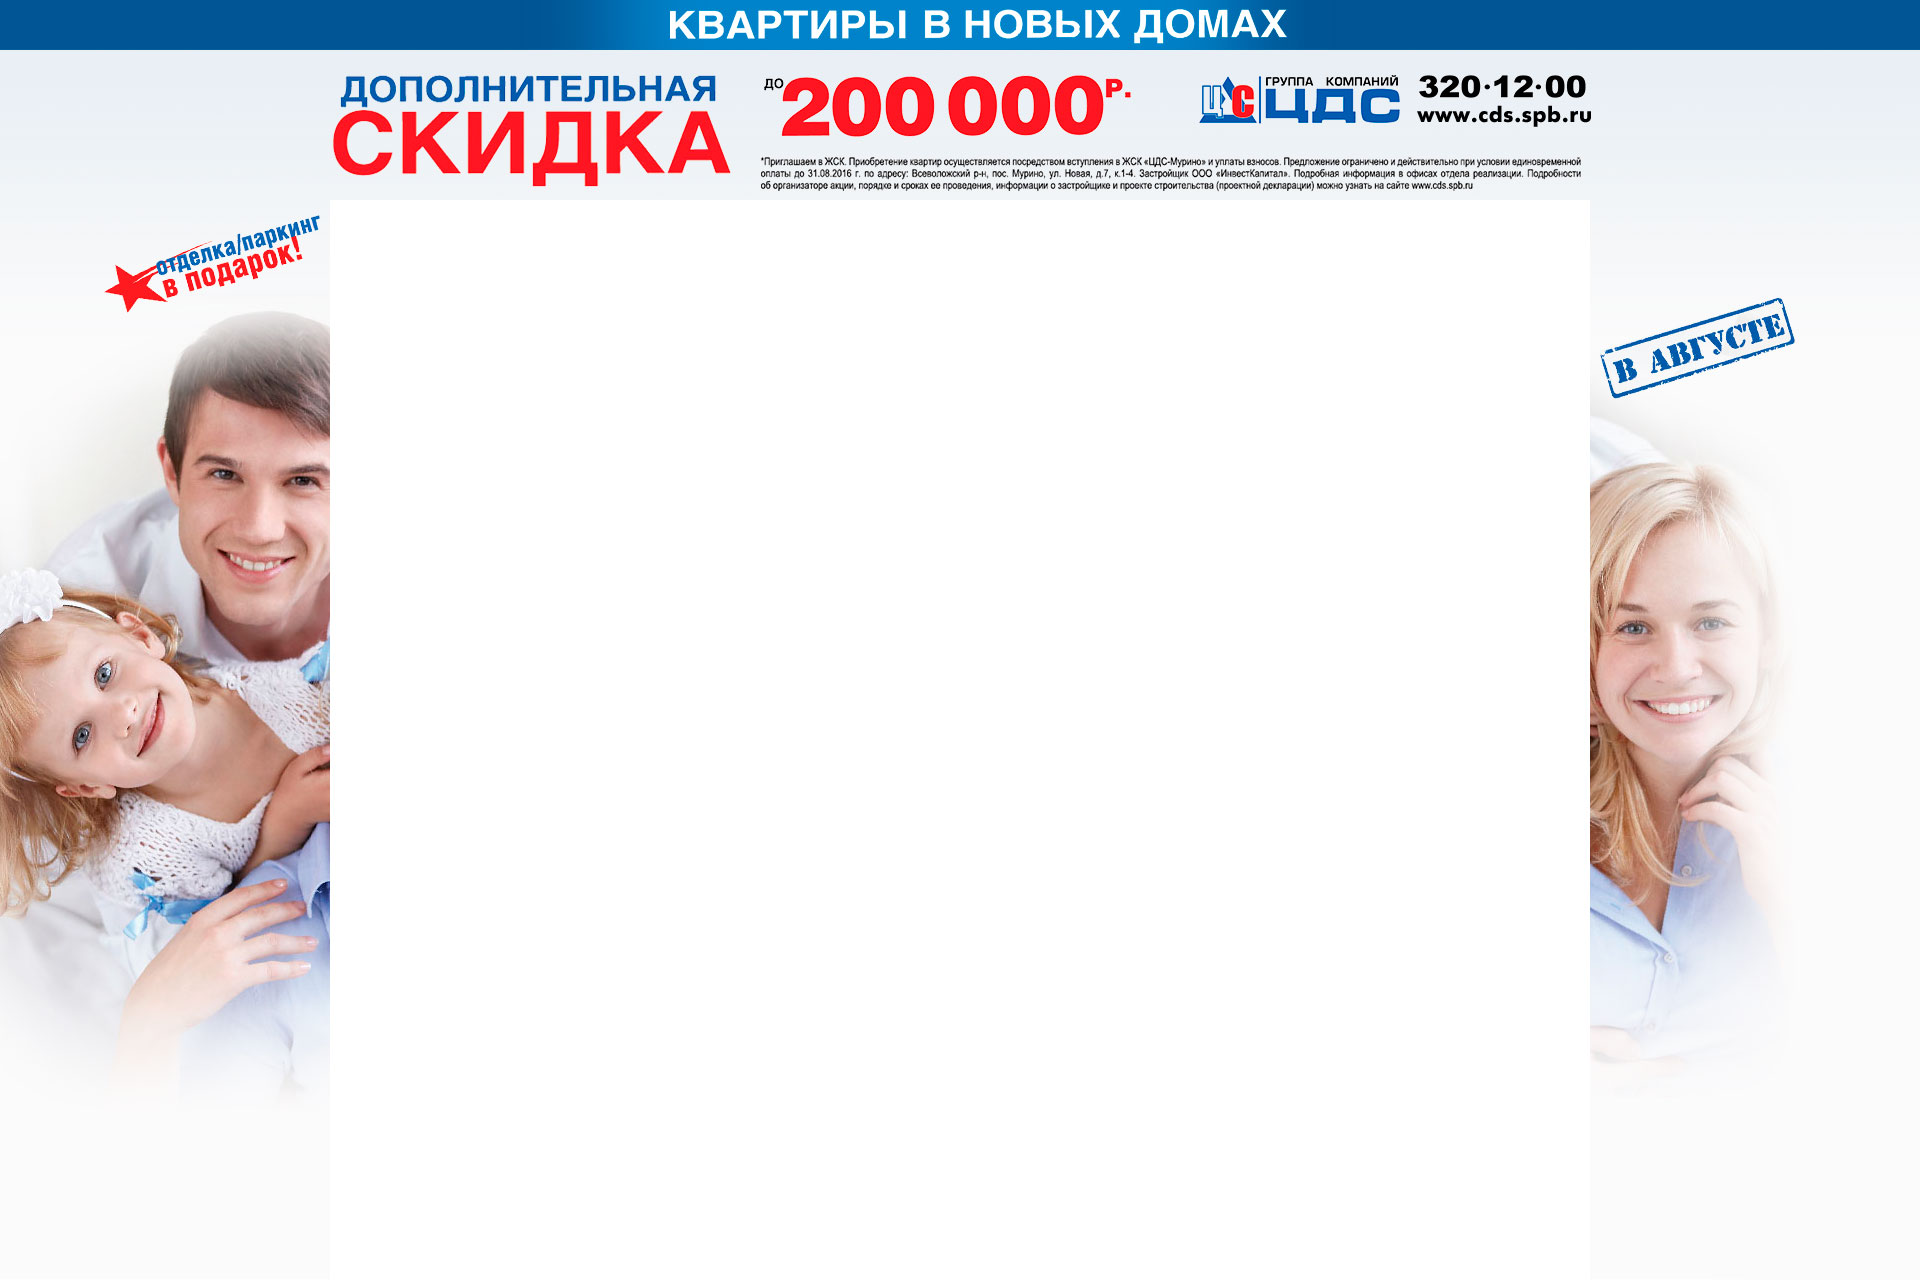 КВАРТИРЫ В НОВЫХ ДОМАХ
ДОПОЛНИТЕЛЬНАЯ
СКИДКА
ДО 200 000 Р.
ЦС
ГРУППА КОМПАНИЙ
ЦДС
320·12·00
www.cds.spb.ru
*Приглашаем в ЖСК. Приобретение квартир осуществляется посредством вступления в ЖСК «ЦДС-Мурино» и уплаты взносов. Предложение ограничено и действительно при условии единовременной
оплаты до 31.08.2016 г. по адресу: Всеволожский р-н, пос. Мурино, ул. Новая, д.7, к.1-4. Застройщик ООО «ИнвестКапитал». Подробная информация в офисах отдела реализации. Подробности
об организаторе акции, порядке и сроках ее проведения, информации о застройщике и проекте строительства (проектной декларации) можно узнать на сайте www.cds.spb.ru
отделка/паркинг
в подарок!
В АВГУСТЕ